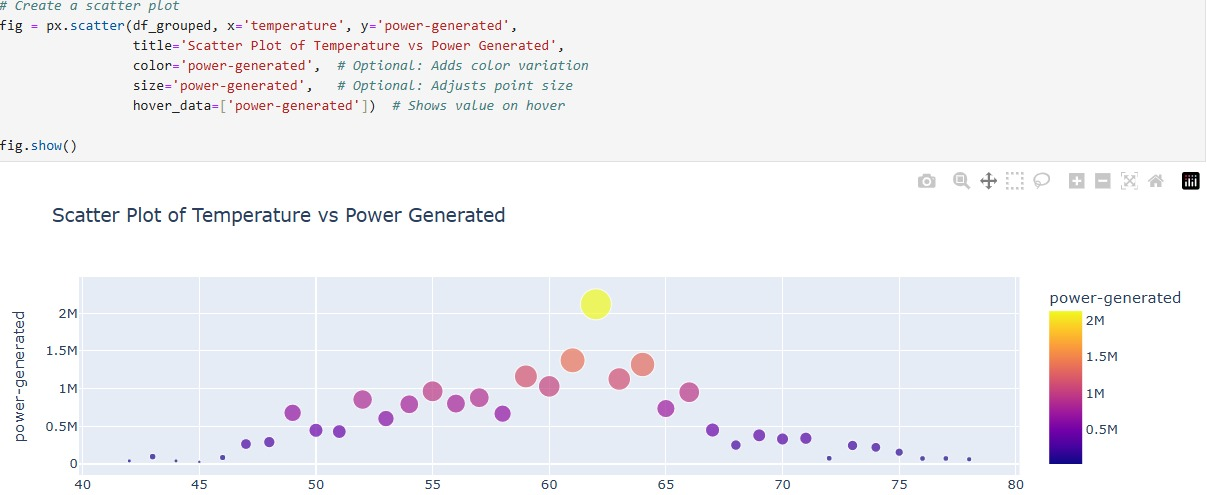 # Create a scatter plot
fig = px.scatter(df_grouped, x='temperature', y='power-generated',
title='Scatter Plot of Temperature vs Power Generated',
color='power-generated',  # Optional: Adds color variation
size='power-generated',   # Optional: Adjusts point size
hover_data=['power-generated'])  # Shows value on hover
fig.show()
Scatter Plot of Temperature vs Power Generated
power-generated
2M
1.5M
1M
0.5M
0
40 45 50 55 60 65 70 75 80
power-generated
2M
1.5M
1M
0.5M